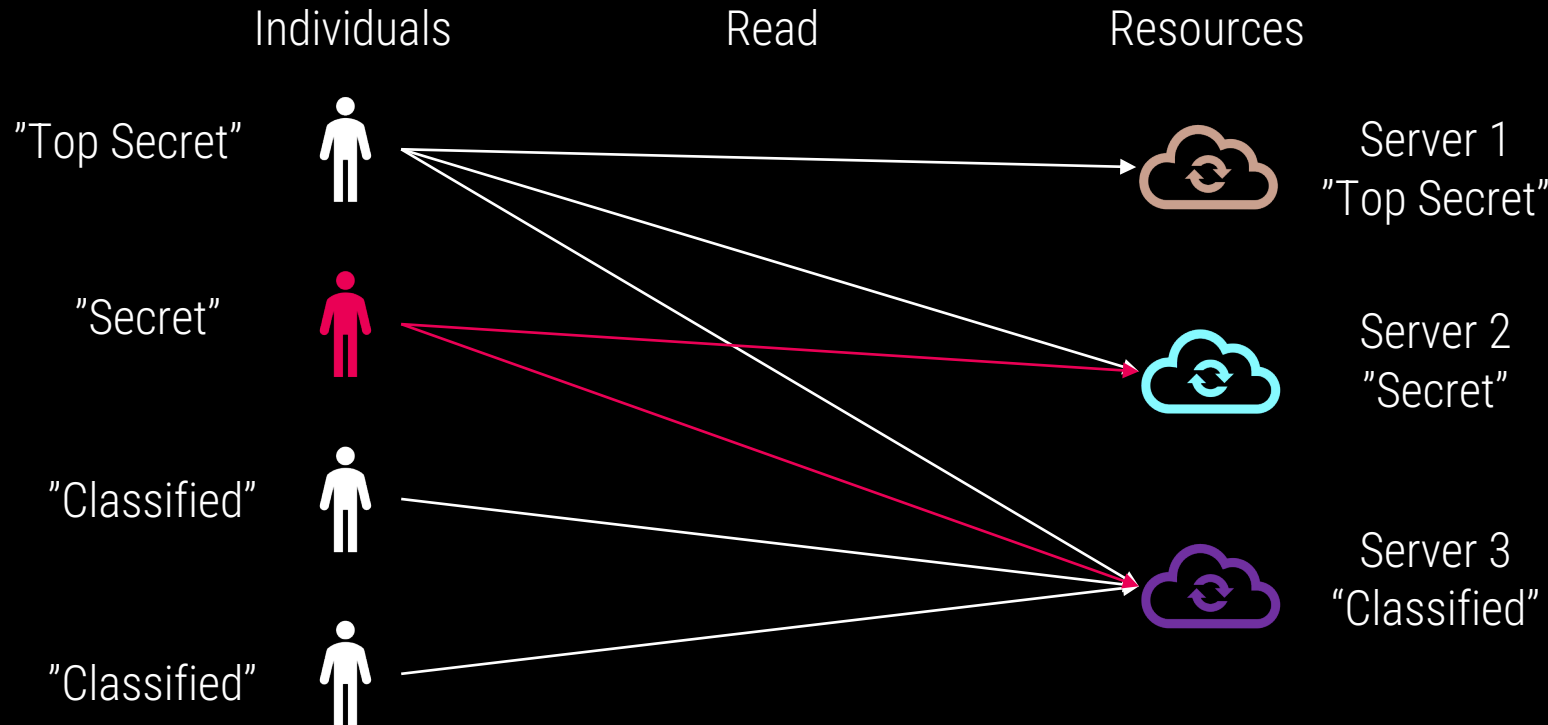 Individuals
Read
Resources
”Top Secret”
Server 1
”Top Secret”
”Secret”
Server 2
”Secret”
”Classified”
Server 3
“Classified”
”Classified”